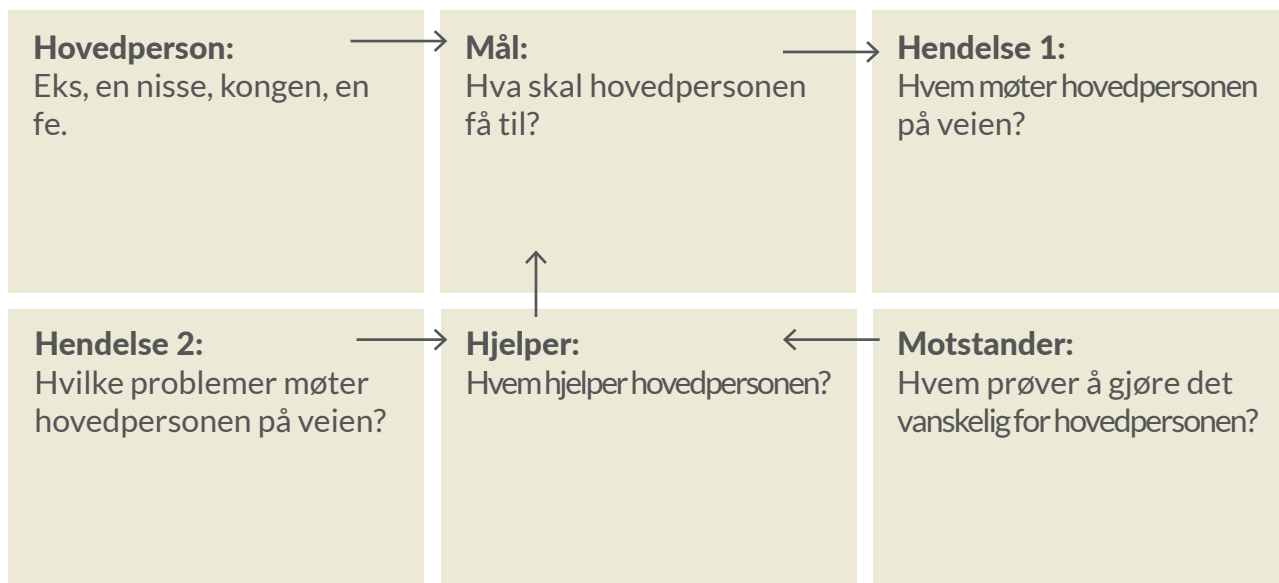 Hovedperson:
Eks, en nisse, kongen, en
fe.
Mål:
Hva skal hovedpersonen
få til?
Hendelse 1:
Hvem møter hovedpersonen
på veien?
Hendelse 2:
Hvilke problemer møter
hovedpersonen på veien?
Hjelper:
Hvem hjelper hovedpersonen?
Motstander:
Hvem prøver å gjøre det
vanskelig for hovedpersonen?